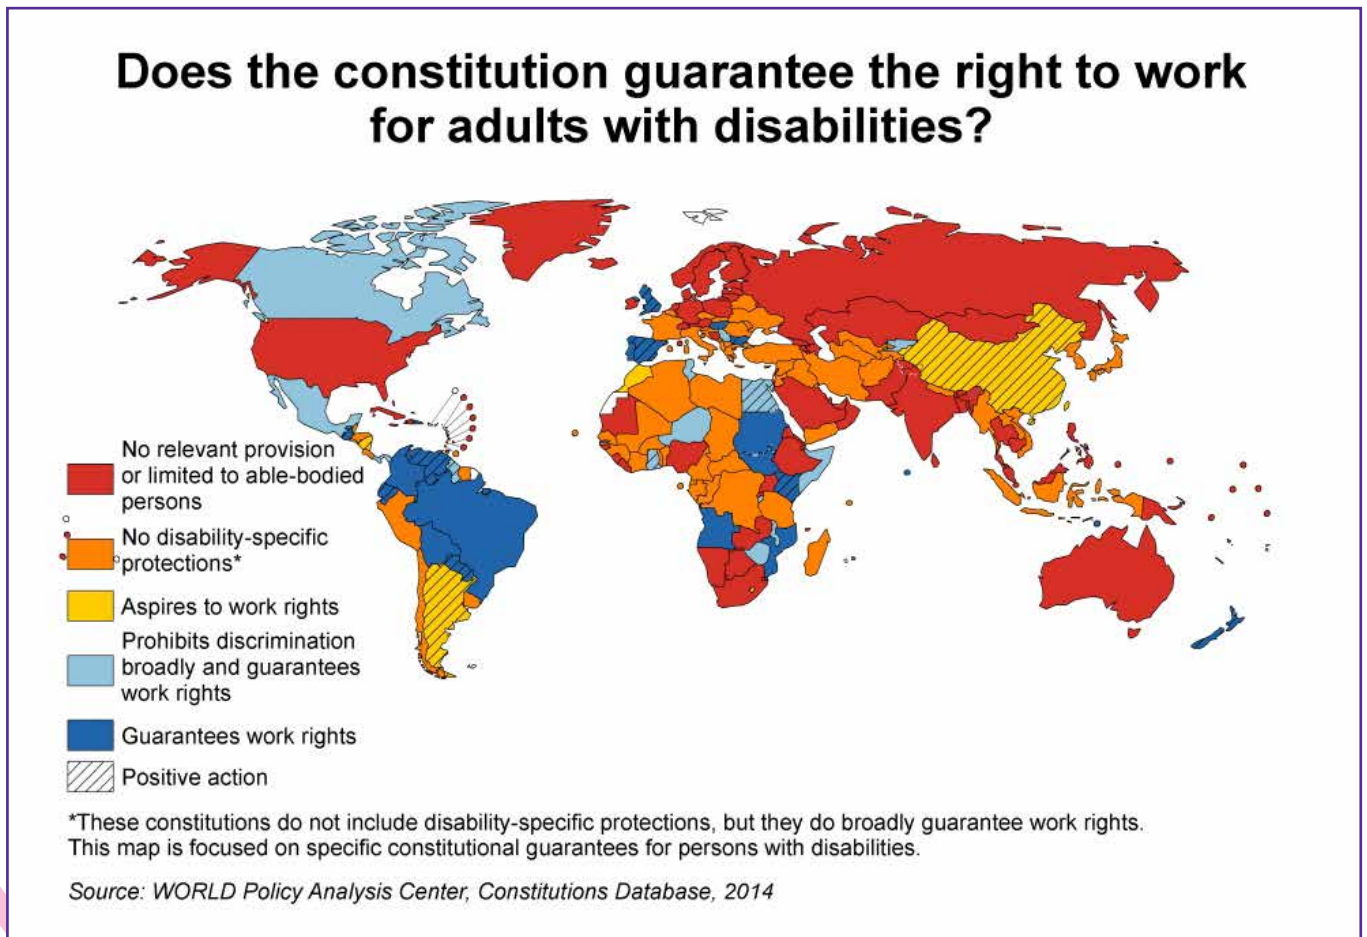 Does the constitution guarantee the right to work
for adults with disabilities?
No relevant provision
or limited to able-bodied
persons
No disability-specific
protections*
Aspires to work rights
Prohibits discrimination
broadly and guarantees
work rights
Guarantees work rights
Positive action
*These constitutions do not include disability-specific protections, but they do broadly guarantee work rights.
This map is focused on specific constitutional guarantees for persons with disabilities.
Source: WORLD Policy Analysis Center, Constitutions Database, 2014